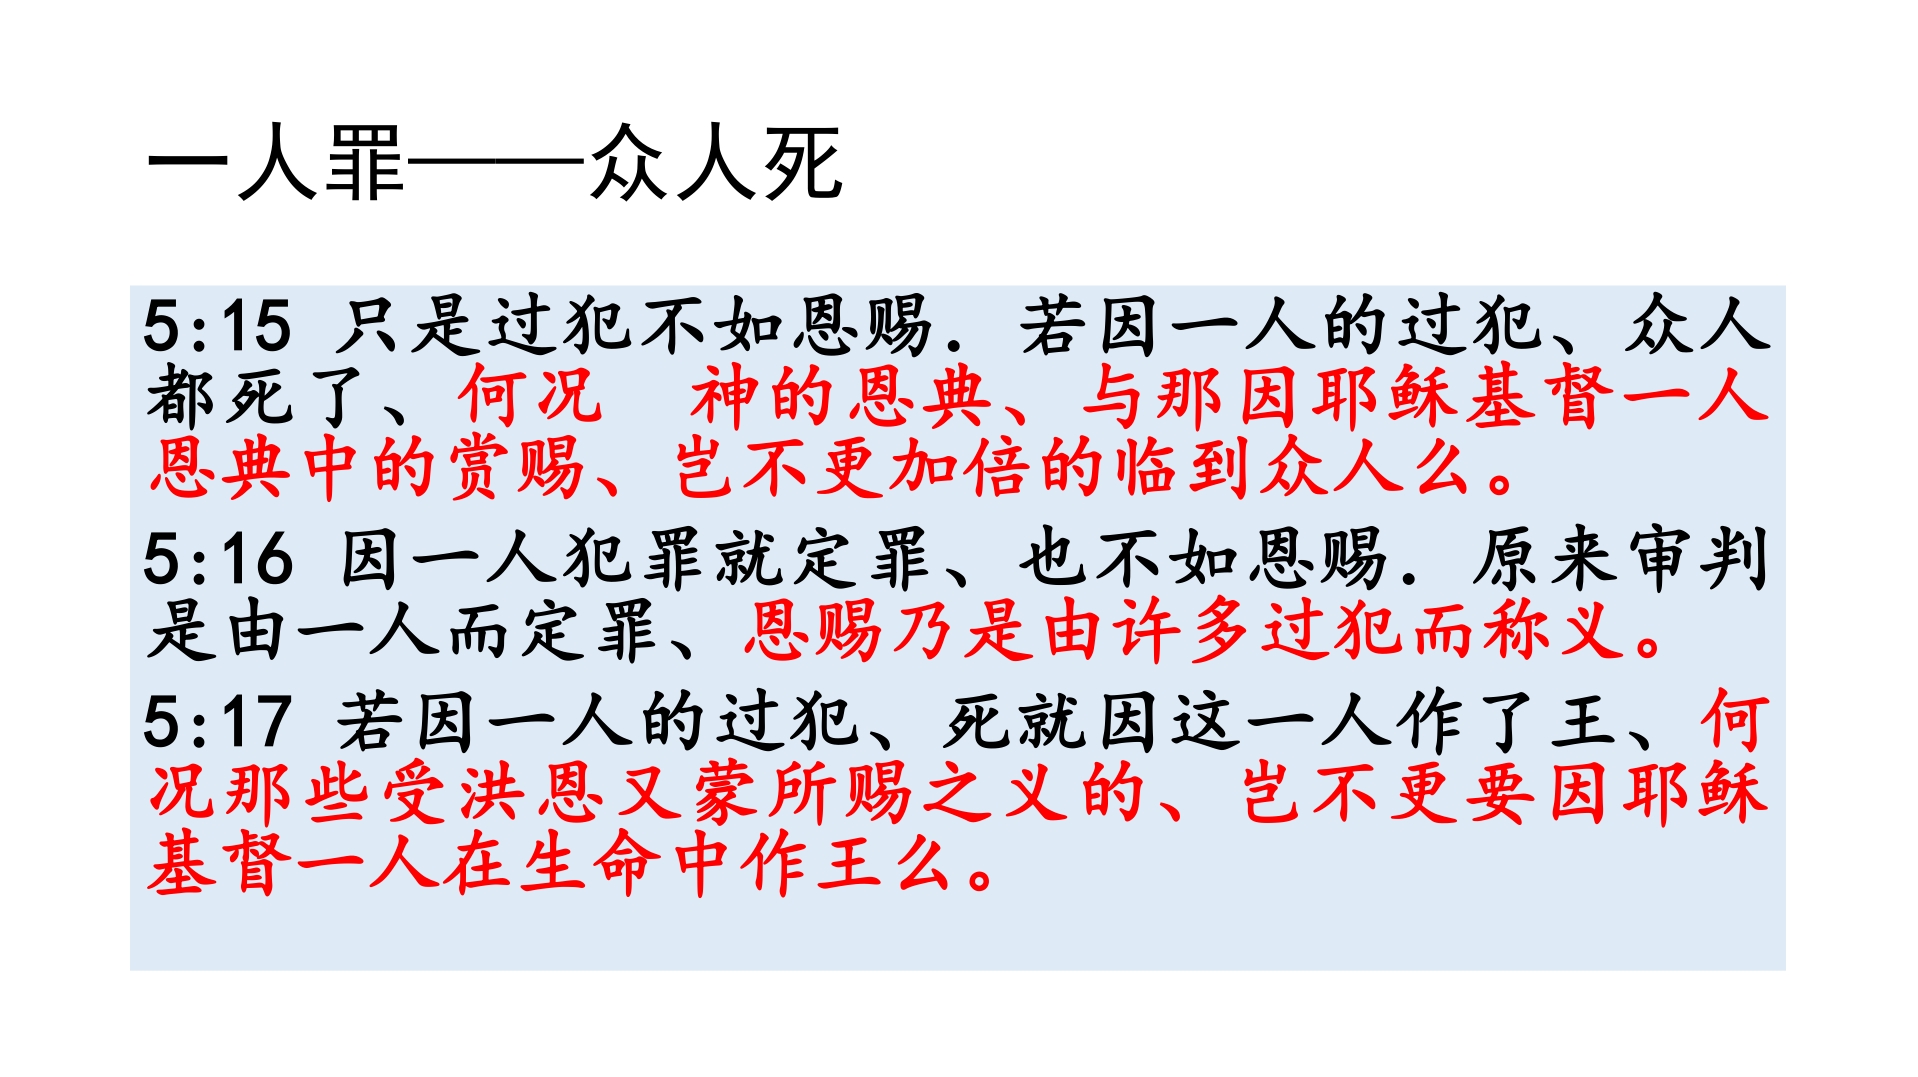 一人罪——众人死
5:15 只是过犯不如恩赐．若因一人的过犯、众人
都死了、何况　神的恩典、与那因耶稣基督一人
恩典中的赏赐、岂不更加倍的临到众人么。
5:16 因一人犯罪就定罪、也不如恩赐．原来审判
是由一人而定罪、恩赐乃是由许多过犯而称义。
5:17 若因一人的过犯、死就因这一人作了王、何
况那些受洪恩又蒙所赐之义的、岂不更要因耶稣
基督一人在生命中作王么。